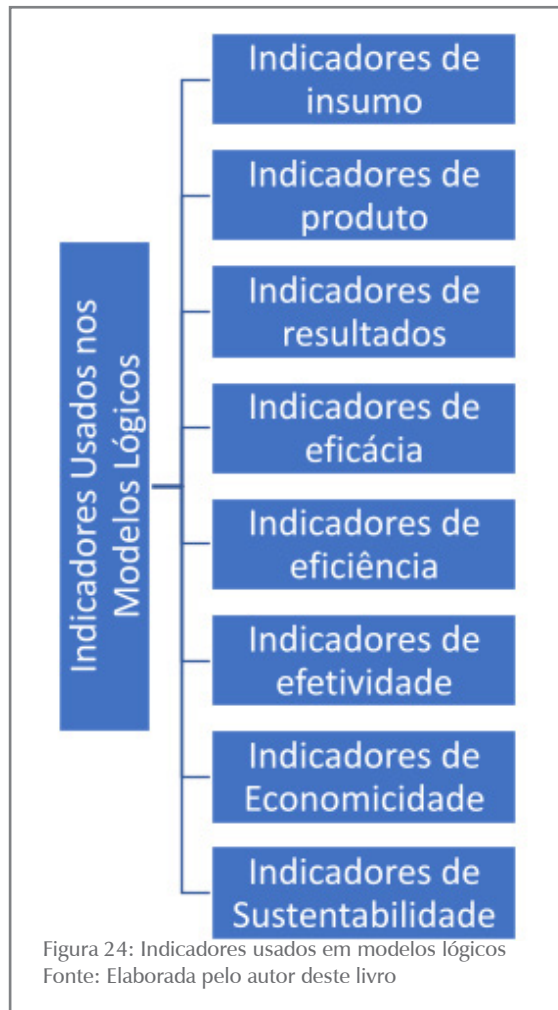 Indicadores Usados nos
Modelos Lógicos
Indicadores de
insumo
Indicadores de
produto
Indicadores de
resultados
Indicadores de
eficácia
Indicadores de
eficiência
Indicadores de
efetividade
Indicadores de
Economicidade
Indicadores de
Sustentabilidade
Figura 24: Indicadores usados em modelos lógicos
Fonte: Elaborada pelo autor deste livro